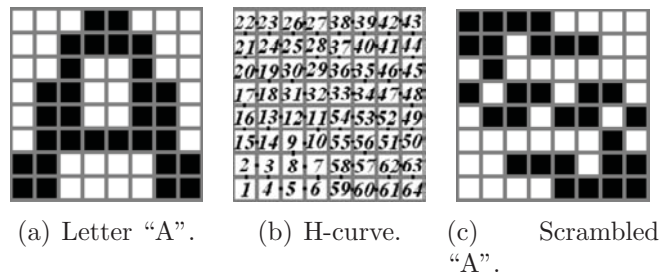 22 23 26 27 38 39 42 43
21 24 25 28 37 40 41 44
20 19 30 29 36 35 46 45
17 18 31 32 33 34 47 48
16 13 12 11 54 53 52 49
15 14 9 10 55 56 51 50
2 3 8 7 58 57 62 63
1 4 5 6 59 60 61 64
(a) Letter “A”. (b) H-curve. (c) Scrambled
“A”.